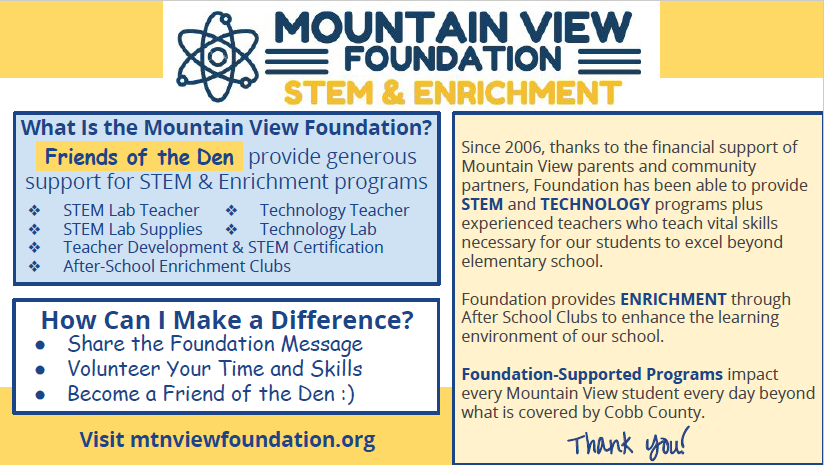 MOUNTAIN VIEW
FOUNDATION
STEM & ENRICHMENT
What Is the Mountain View Foundation?
Friends of the Den provide generous
support for STEM & Enrichment programs
❖ STEM Lab Teacher ❖ Technology Teacher
❖ STEM Lab Supplies ❖ Technology Lab
❖ Teacher Development & STEM Certification
❖ After-School Enrichment Clubs
How Can I Make a Difference?
● Share the Foundation Message
● Volunteer Your Time and Skills
● Become a Friend of the Den :)
Visit mtnviewfoundation.org
Since 2006, thanks to the financial support of
Mountain View parents and community
partners, Foundation has been able to provide
STEM and TECHNOLOGY programs plus
experienced teachers who teach vital skills
necessary for our students to excel beyond
elementary school.
Foundation provides ENRICHMENT through
After School Clubs to enhance the learning
environment of our school.
Foundation-Supported Programs impact
every Mountain View student every day beyond
what is covered by Cobb County.
Thank you!